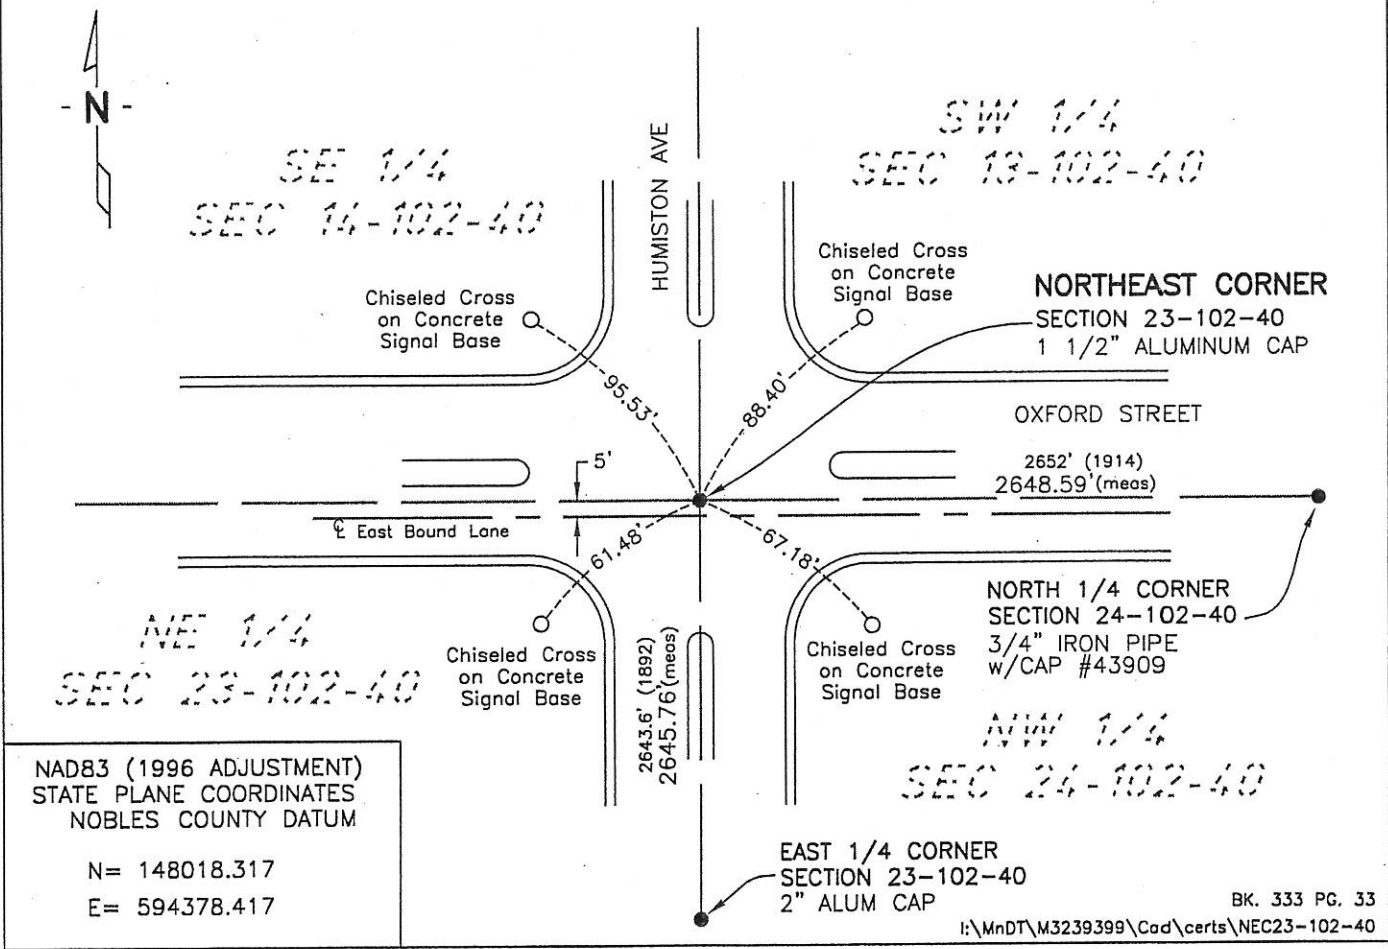 - N -
SE 1/4
SEC 14-102-40
HUMISTON AVE
SW 1/4
SEC 13-102-40
Chiseled Cross
on Concrete
Signal Base
Chiseled Cross
on Concrete
Signal Base
NORTHEAST CORNER
SECTION 23-102-40
1 1/2" ALUMINUM CAP
95.53'
88.40'
OXFORD STREET
5'
2652' (1914)
2648.59'(meas)
℄ East Bound Lane
61.48'
67.18'
NORTH 1/4 CORNER
SECTION 24-102-40
3/4" IRON PIPE
w/CAP #43909
NE 1/4
SEC 23-102-40
Chiseled Cross
on Concrete
Signal Base
2643.6' (1892)
2645.76'(meas)
Chiseled Cross
on Concrete
Signal Base
NW 1/4
SEC 24-102-40
NAD83 (1996 ADJUSTMENT)
STATE PLANE COORDINATES
NOBLES COUNTY DATUM
N= 148018.317
E= 594378.417
EAST 1/4 CORNER
SECTION 23-102-40
2" ALUM CAP
BK. 333 PG. 33
I:\MnDT\M3239399\Cad\certs\NEC23-102-40